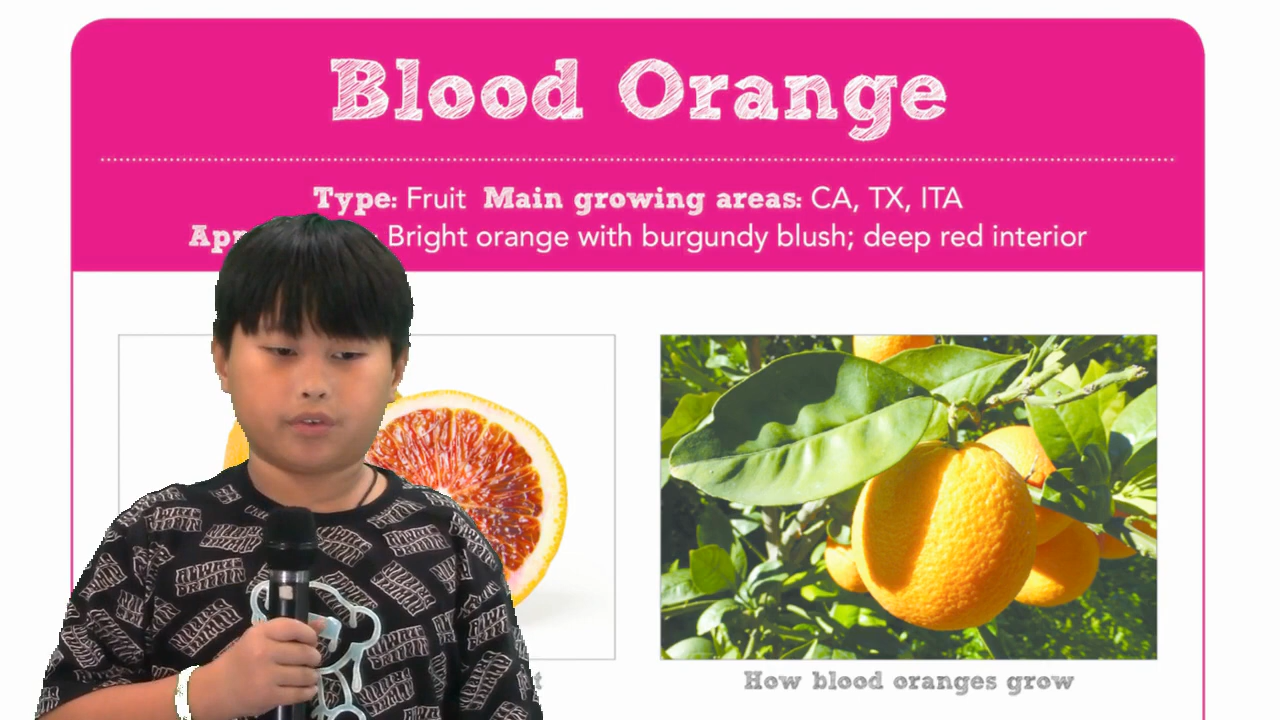 Blood Orange
Type: Fruit Main growing areas: CA, TX, ITA
Bright orange with burgundy blush; deep red interior
How blood oranges grow